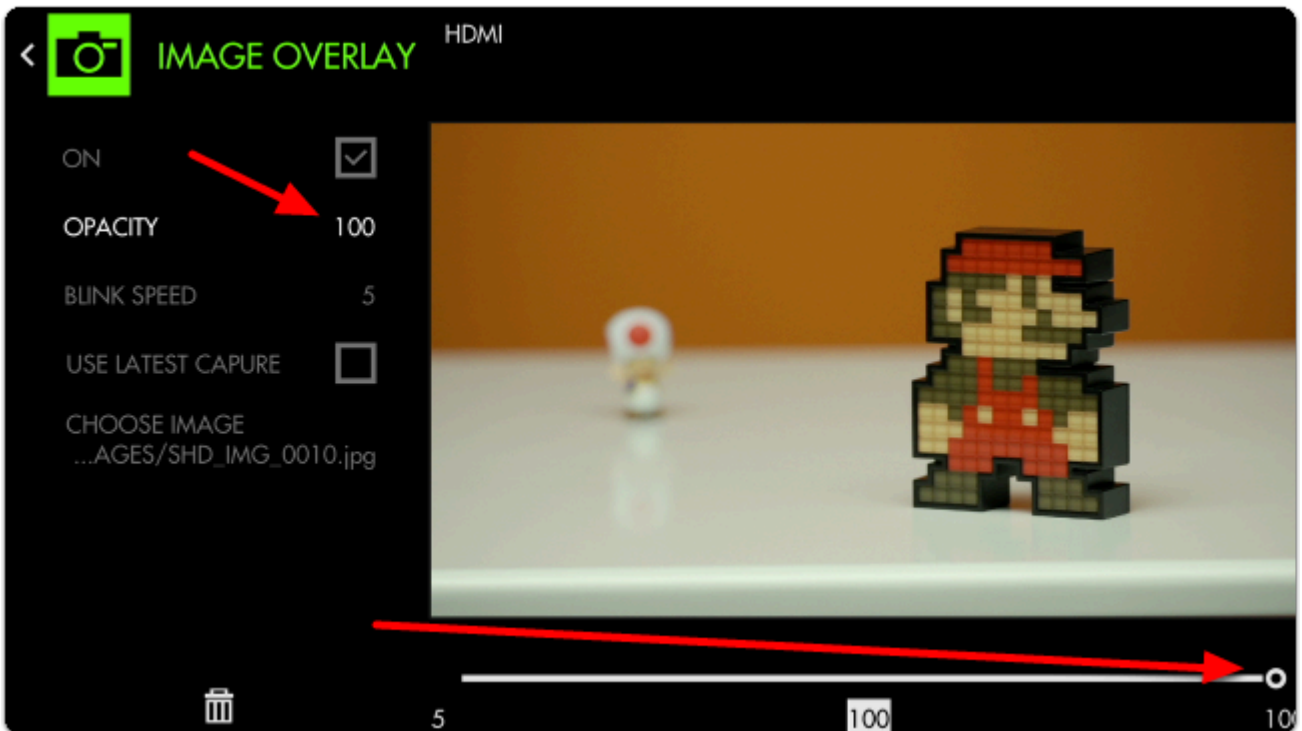 IMAGE OVERLAY
HDMI
ON
OPACITY 100
BLINK SPEED 5
USE LATEST CAPURE
CHOOSE IMAGE
...AGES/SHD_IMG_0010.jpg
5 100 100